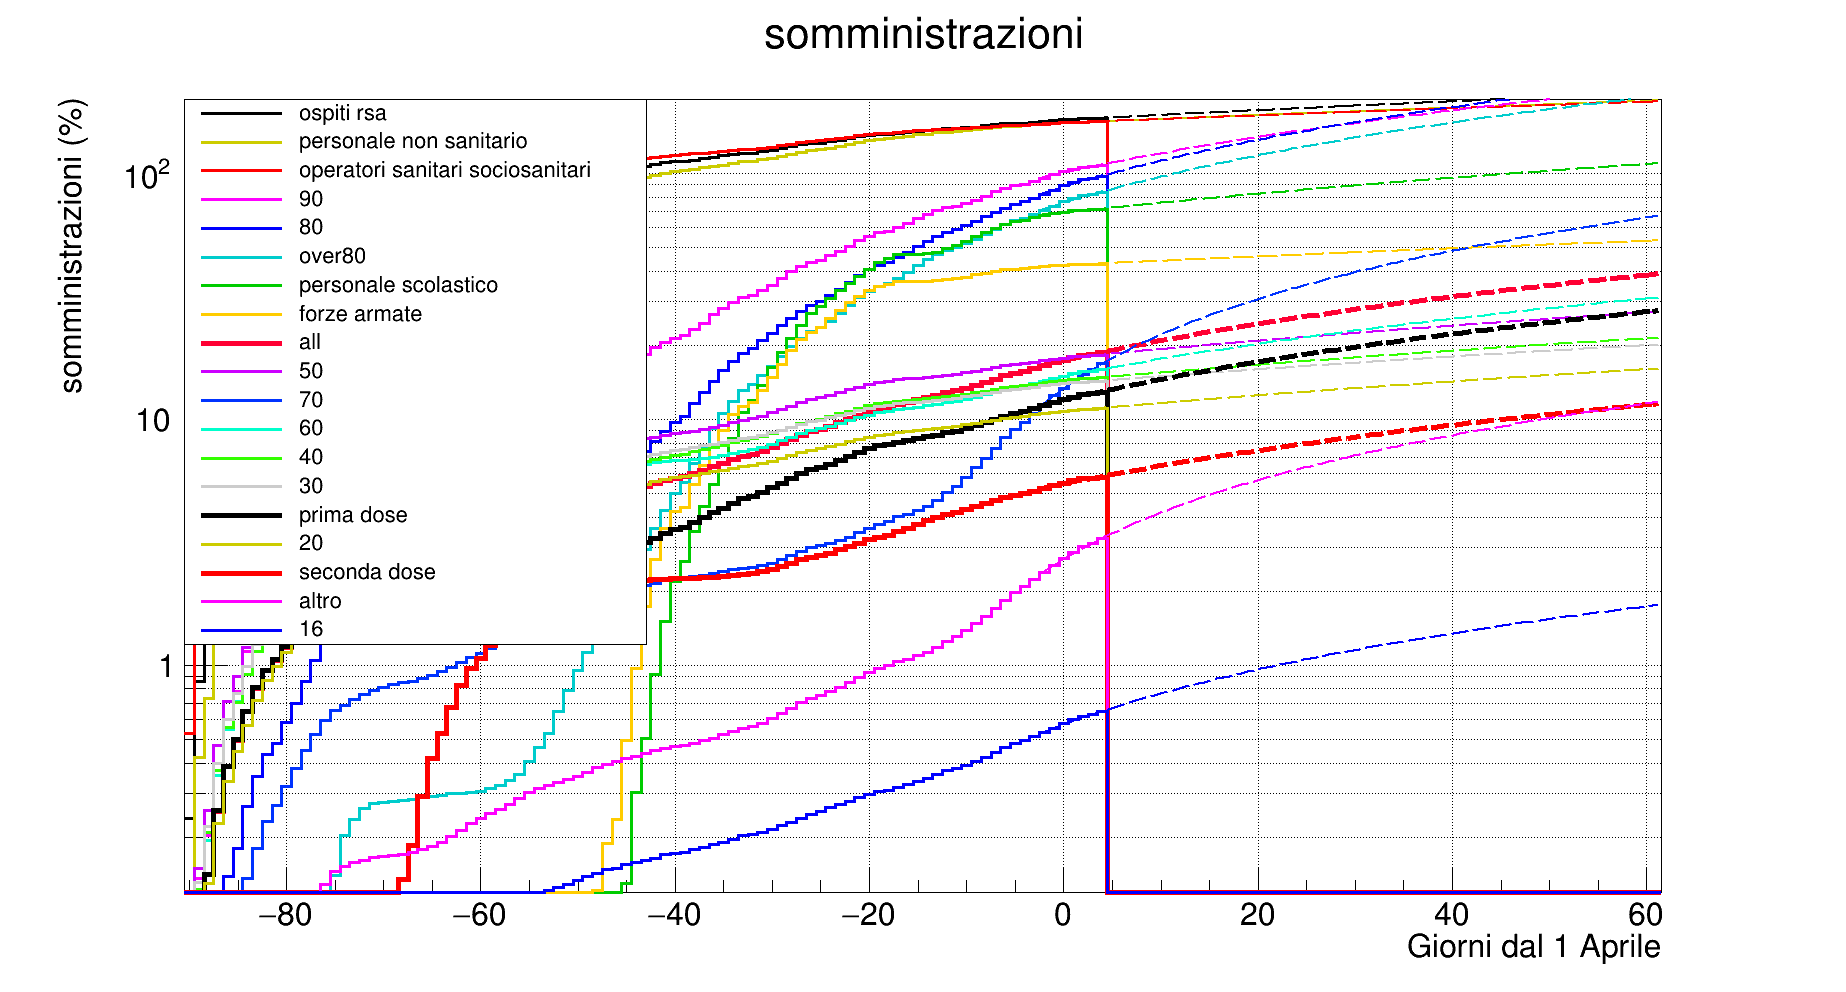 somministrazioni
somministrazioni (%)
ospiti rsa
personale non sanitario
operatori sanitari sociosanitari
90
80
over80
personale scolastico
forze armate
all
50
70
60
40
30
prima dose
20
seconda dose
altro
16
10²
10
1
−80 −60 −40 −20 0 20 40 60
Giorni dal 1 Aprile